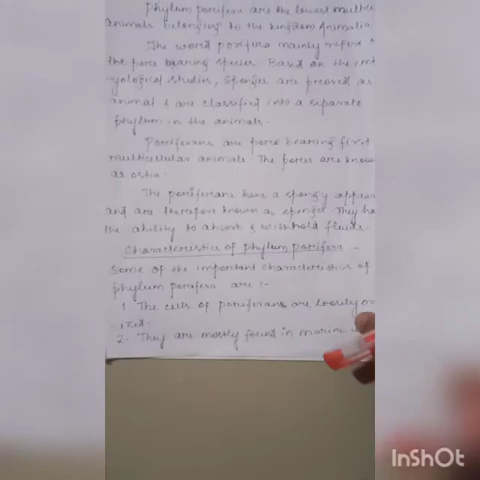 Phylum porifera are the lowest multice
animals belonging to the kingdom Animalia
The word porifera mainly refers t
the pore bearing species. Based on the emb
-yological studies, sponges are proved as
animal & are classified into a separate
phylum in the animals.
Poriferans are pore bearing first
multicellular animals. The pores are known
as ostia.
The poriferans have a spongy appea
and are therefore known as sponges. They ha
the ability to absorb & withhold fluids.
Characteristics of phylum porifera :-
Some of the important characteristics of
phylum porifera are :-
1. The cells of poriferans are loosely or
-ized.
2. They are mostly found in marine
InShOt